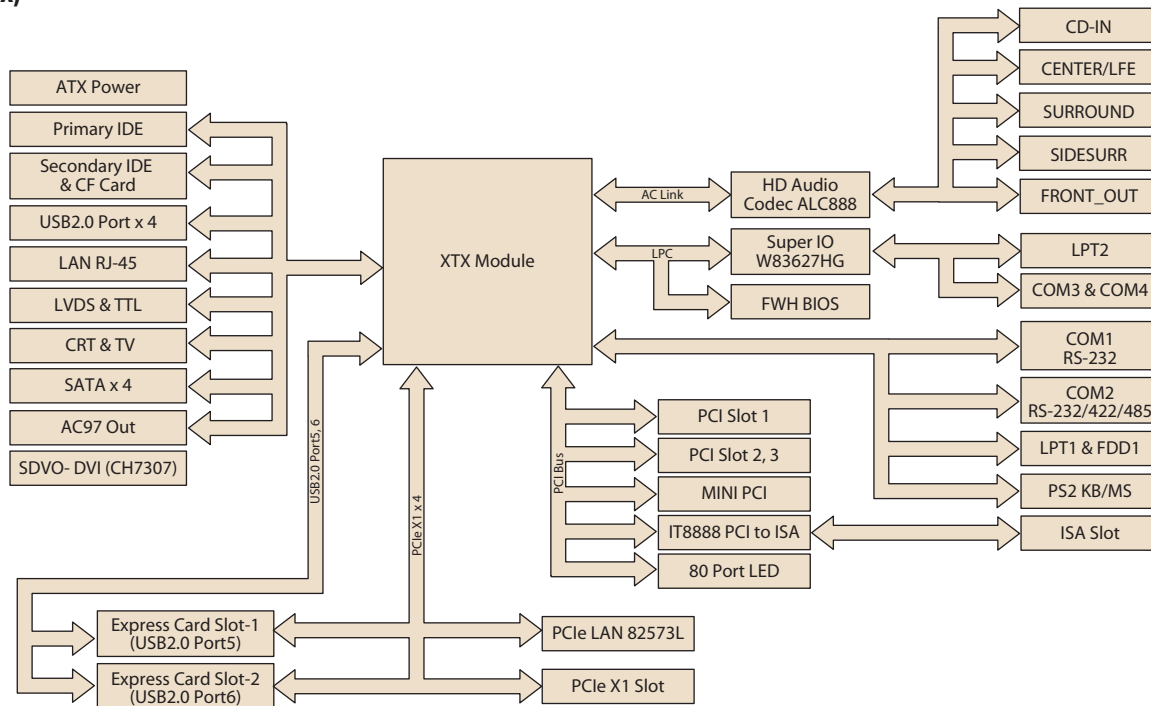 x)
ATX Power
Primary IDE
Secondary IDE
& CF Card
USB2.0 Port x 4
LAN RJ-45
LVDS & TTL
CRT & TV
SATA x 4
AC97 Out
SDVO- DVI (CH7307)
XTX Module
AC Link
LPC
HD Audio
Codec ALC888
Super IO
W83627HG
FWH BIOS
CD-IN
CENTER/LFE
SURROUND
SIDESURR
FRONT_OUT
LPT2
COM3 & COM4
COM1
RS-232
COM2
RS-232/422/485
LPT1 & FDD1
PS2 KB/MS
ISA Slot
USB2.0 Port5, 6
PCIe X1 x 4
PCI Bus
PCI Slot 1
PCI Slot 2, 3
MINI PCI
IT8888 PCI to ISA
80 Port LED
Express Card Slot-1
(USB2.0 Port5)
Express Card Slot-2
(USB2.0 Port6)
PCIe LAN 82573L
PCIe X1 Slot